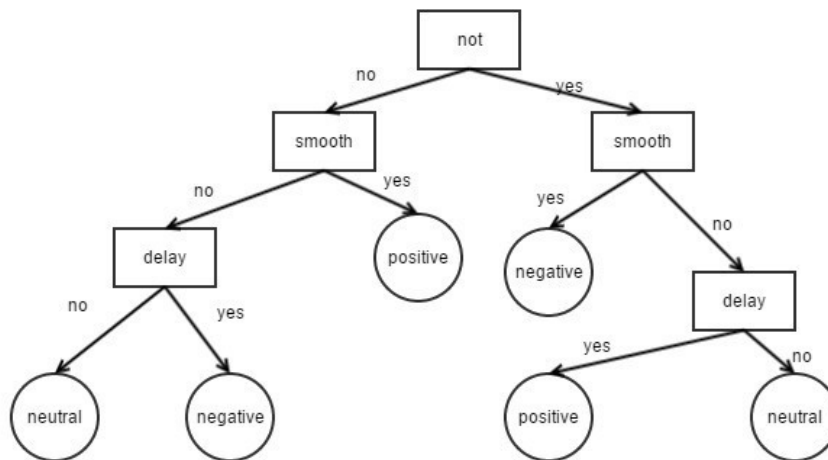 not
no
yes
smooth
smooth
no
yes
yes
no
delay
positive
negative
delay
no
yes
yes
no
neutral
negative
positive
neutral